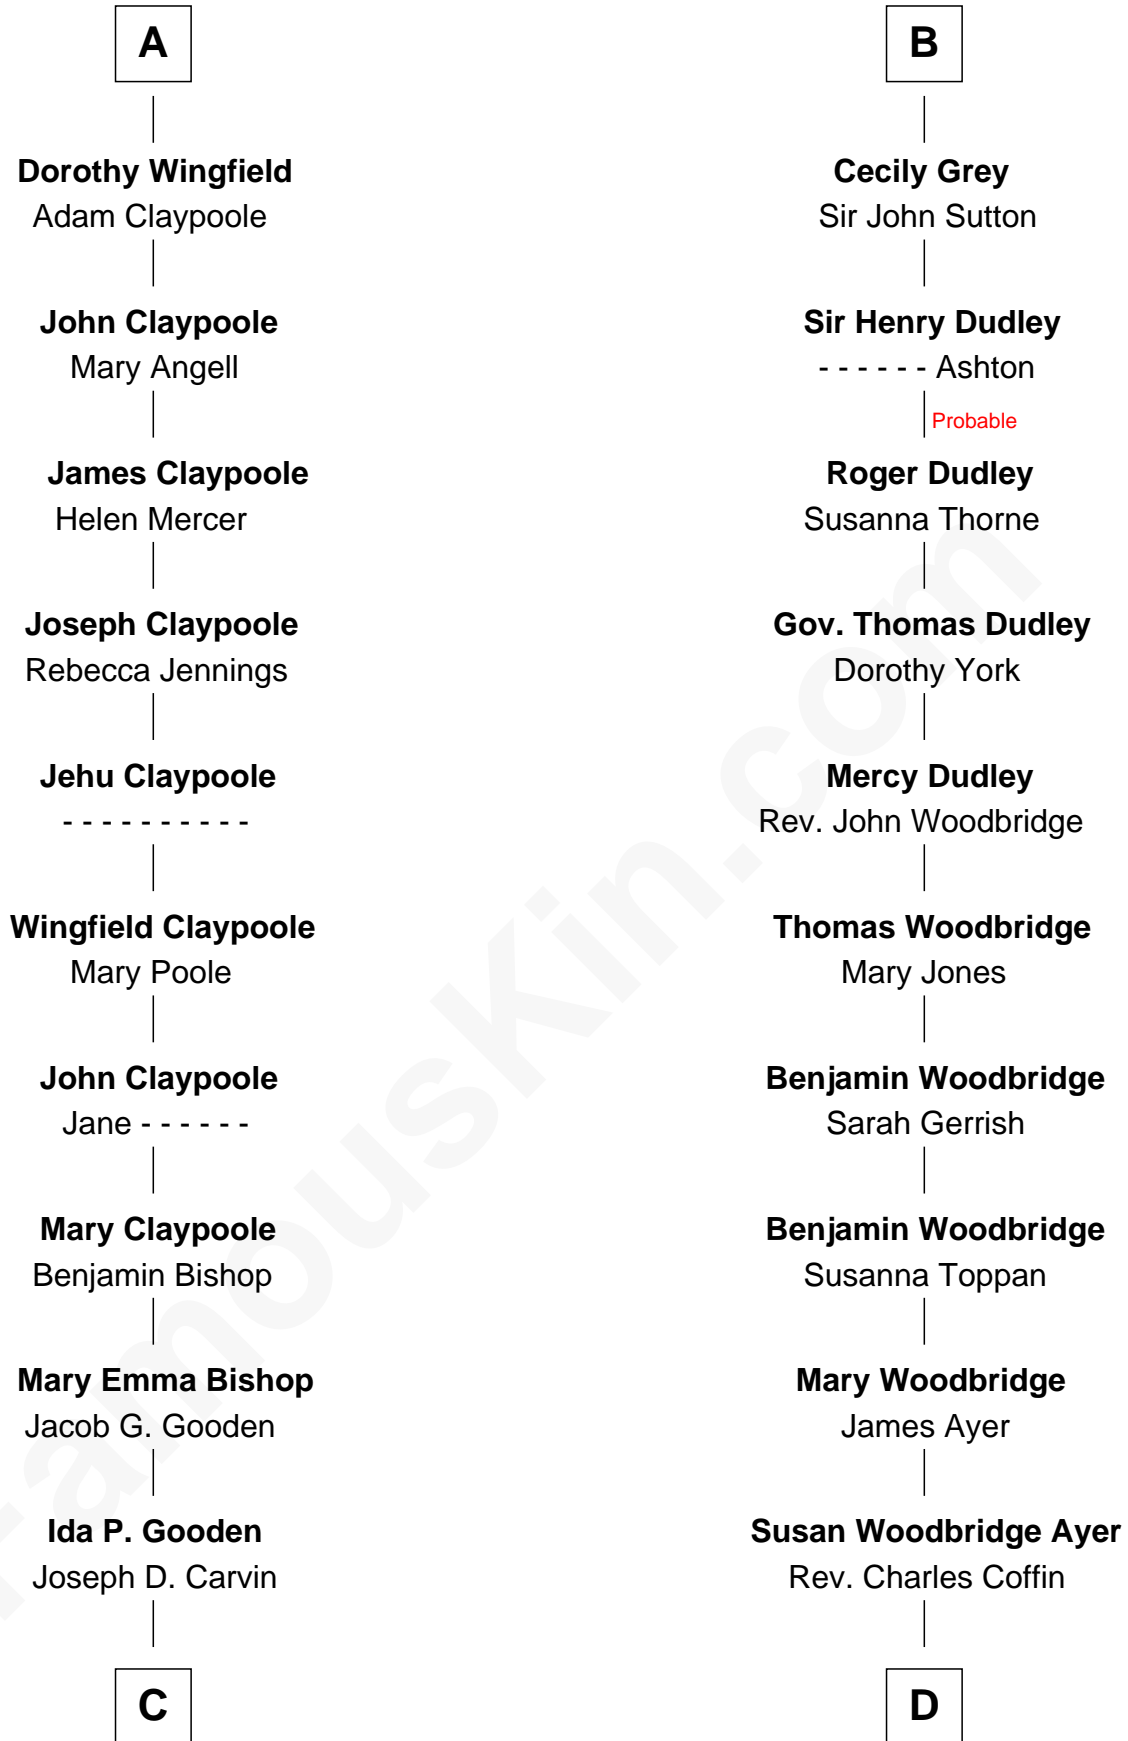 A
Dorothy Wingfield
Adam Claypoole
John Claypoole
Mary Angell
James Claypoole
Helen Mercer
Joseph Claypoole
Rebecca Jennings
Jehu Claypoole
- - - - - - - - - -
Wingfield Claypoole
Mary Poole
John Claypoole
Jane - - - - - -
Mary Claypoole
Benjamin Bishop
Mary Emma Bishop
Jacob G. Gooden
Ida P. Gooden
Joseph D. Carvin
C
B
Cecily Grey
Sir John Sutton
Sir Henry Dudley
- - - - - - Ashton
Probable
Roger Dudley
Susanna Thorne
Gov. Thomas Dudley
Dorothy York
Mercy Dudley
Rev. John Woodbridge
Thomas Woodbridge
Mary Jones
Benjamin Woodbridge
Sarah Gerrish
Benjamin Woodbridge
Susanna Toppan
Mary Woodbridge
James Ayer
Susan Woodbridge Ayer
Rev. Charles Coffin
D
FamousKin.com